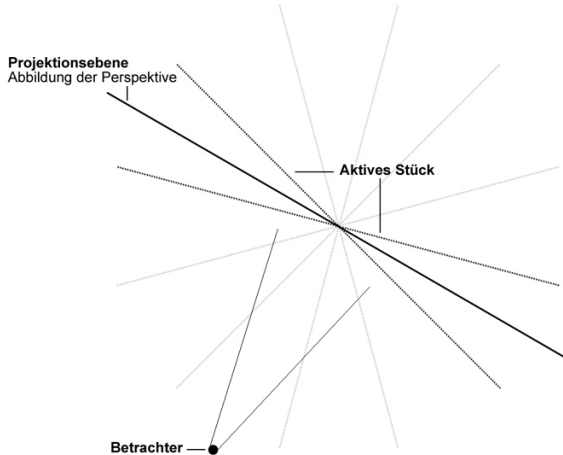 Projektionsebene
Abbildung der Perspektive
Aktives Stück
Betrachter